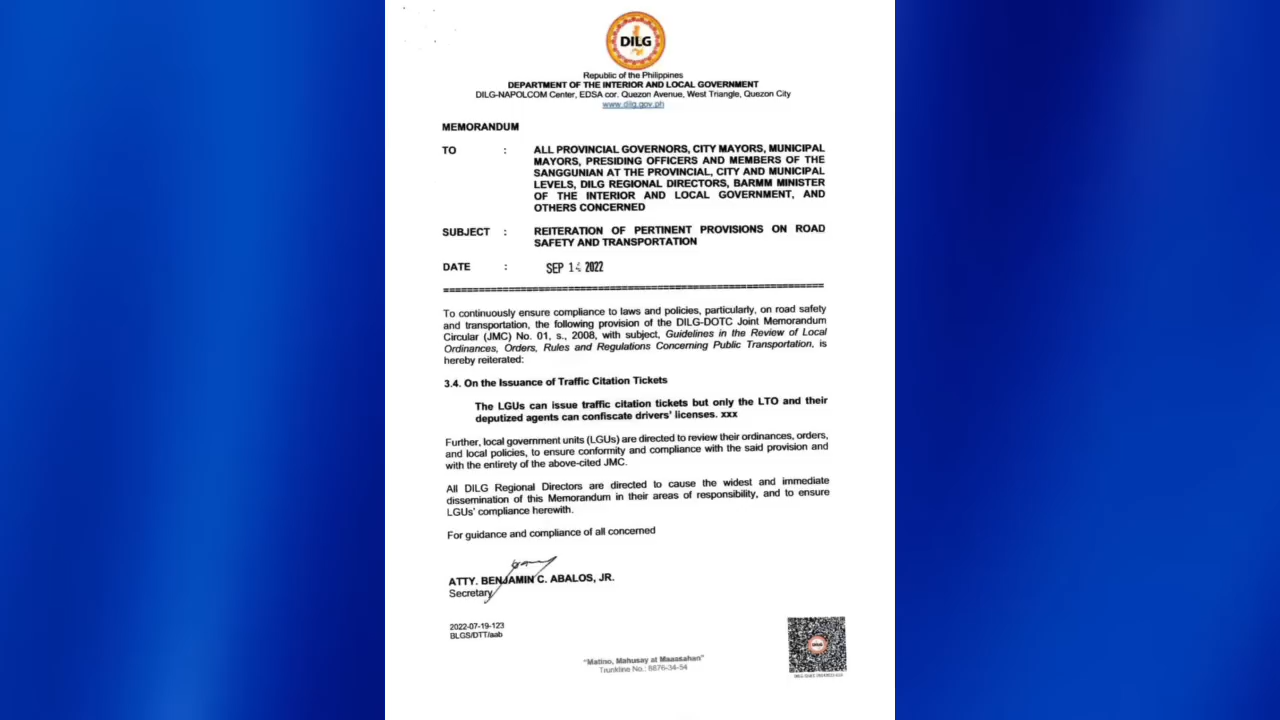 DILG
Republic of the Philippines
DEPARTMENT OF THE INTERIOR AND LOCAL GOVERNMENT
DILG-NAPOLCOM Center, EDSA cor. Quezon Avenue, West Triangle, Quezon City
www.dilg.gov.ph
MEMORANDUM
TO : ALL PROVINCIAL GOVERNORS, CITY MAYORS, MUNICIPAL
MAYORS, PRESIDING OFFICERS AND MEMBERS OF THE
SANGGUNIAN AT THE PROVINCIAL, CITY AND MUNICIPAL
LEVELS, DILG REGIONAL DIRECTORS, BARMM MINISTER
OF THE INTERIOR AND LOCAL GOVERNMENT, AND
OTHERS CONCERNED
SUBJECT : REITERATION OF PERTINENT PROVISIONS ON ROAD
SAFETY AND TRANSPORTATION
DATE : SEP 2022
To continuously ensure compliance to laws and policies, particularly, on road safety
and transportation, the following provision of the DILG-DOTC Joint Memorandum
Circular (JMC) No. 01, s., 2008, with subject, Guidelines in the Review of Local
Ordinances, Orders, Rules and Regulations Concerning Public Transportation, is
hereby reiterated:
3.4. On the Issuance of Traffic Citation Tickets
The LGUs can issue traffic citation tickets but only the LTO and their
deputized agents can confiscate drivers' licenses. xxx
Further, local government units (LGUs) are directed to review their ordinances, orders,
and local policies, to ensure conformity and compliance with the said provision and
with the entirety of the above-cited JMC.
All DILG Regional Directors are directed to cause the widest and immediate
dissemination of this Memorandum in their areas of responsibility, and to ensure
LGUs' compliance herewith.
For guidance and compliance of all concerned
ATTY. BENJAMIN C. ABALOS, JR.
Secretary
2022-07-19-123
BLGS/DTT/aab
"Matino, Mahusay at Maaasahan"
Trunkline No.: 8876-34-54
DILG